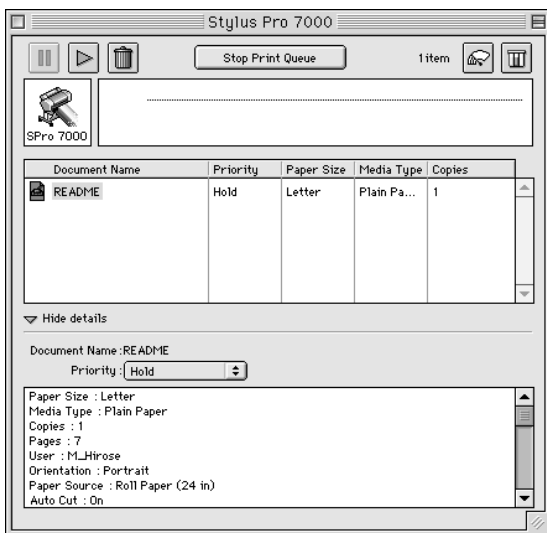 Stylus Pro 7000
Stop Print Queue
1 item
SPro 7000
Document Name Priority Paper Size Media Type Copies
README Hold Letter Plain Pa... 1
Hide details
Document Name :README
Priority : Hold
Paper Size : Letter
Media Type : Plain Paper
Copies : 1
Pages : 7
User : M_Hirose
Orientation : Portrait
Paper Source : Roll Paper (24 in)
Auto Cut : On